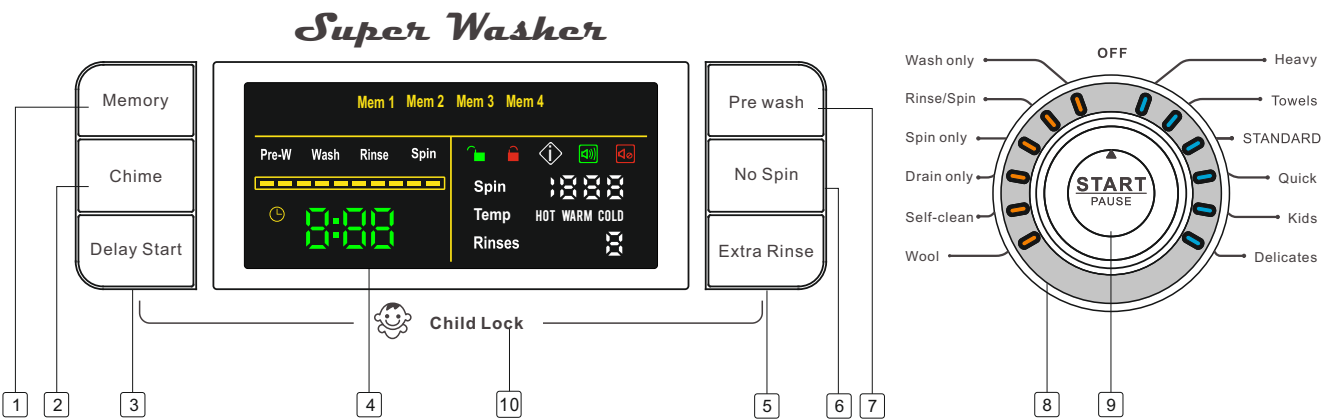 Super Washer
Memory
Chime
Delay Start
Mem 1 Mem 2 Mem 3 Mem 4
Pre-W Wash Rinse Spin
8:88
Spin 1888
Temp HOT WARM COLD
Rinses 8
Pre wash
No Spin
Extra Rinse
Child Lock
OFF
Wash only
Rinse/Spin
Spin only
Drain only
Self-clean
Wool
Heavy
Towels
STANDARD
Quick
Kids
Delicates
START
PAUSE
1 2 3 4 10 5 6 7 8 9